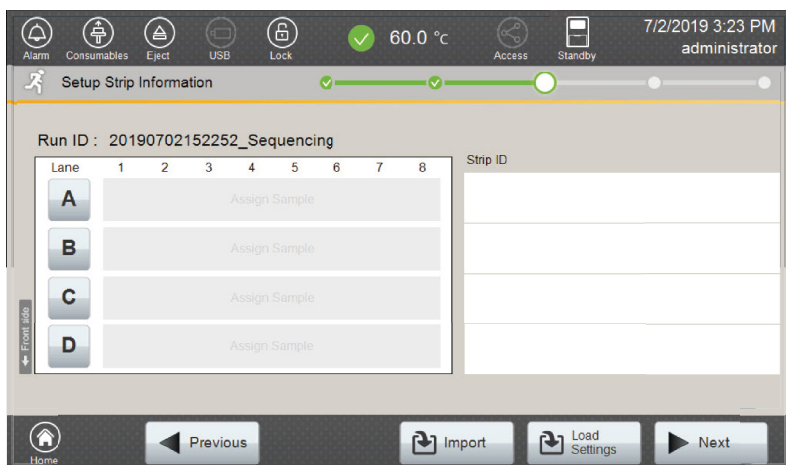 7/2/2019 3:23 PM
60.0 °C
administrator
Alarm Consumables Eject USB Lock Access Standby
Setup Strip Information
Run ID : 20190702152252_Sequencing
Lane 1 2 3 4 5 6 7 8 Strip ID
A Assign Sample
B Assign Sample
C Assign Sample
D Assign Sample
Front side
Previous Import Load Settings Next
Home